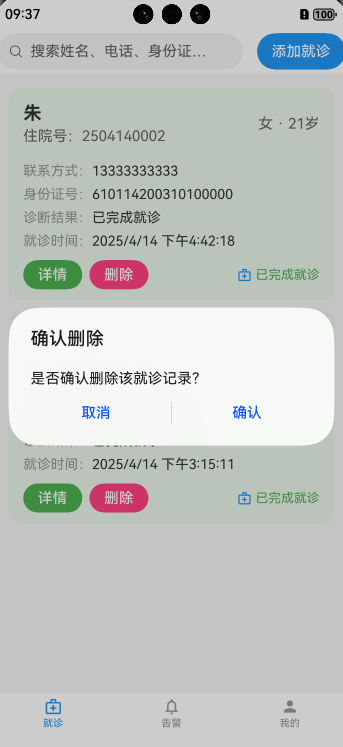 09:37
100
搜索姓名、电话、身份证...
添加就诊
朱
住院号：2504140002
女 · 21岁
联系方式：13333333333
身份证号：610114200310100000
诊断结果：已完成就诊
就诊时间：2025/4/14 下午4:42:18
详情
删除
已完成就诊
确认删除
是否确认删除该就诊记录？
取消
确认
就诊时间：2025/4/14 下午3:15:11
详情
删除
已完成就诊
就诊
告警
我的